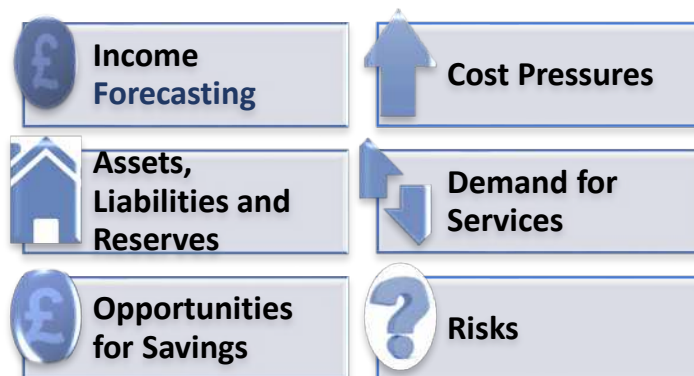 Income
Forecasting
Cost Pressures
Assets,
Liabilities and
Reserves
Demand for
Services
Opportunities
for Savings
Risks